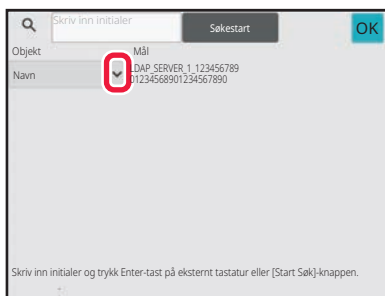 Skriv inn initialer
Søkestart
OK
Objekt
Mål
Navn
LDAP_SERVER_1_123456789
01234568901234567890
Skriv inn initialer og trykk Enter-tast på eksternt tastatur eller [Start Søk]-knappen.